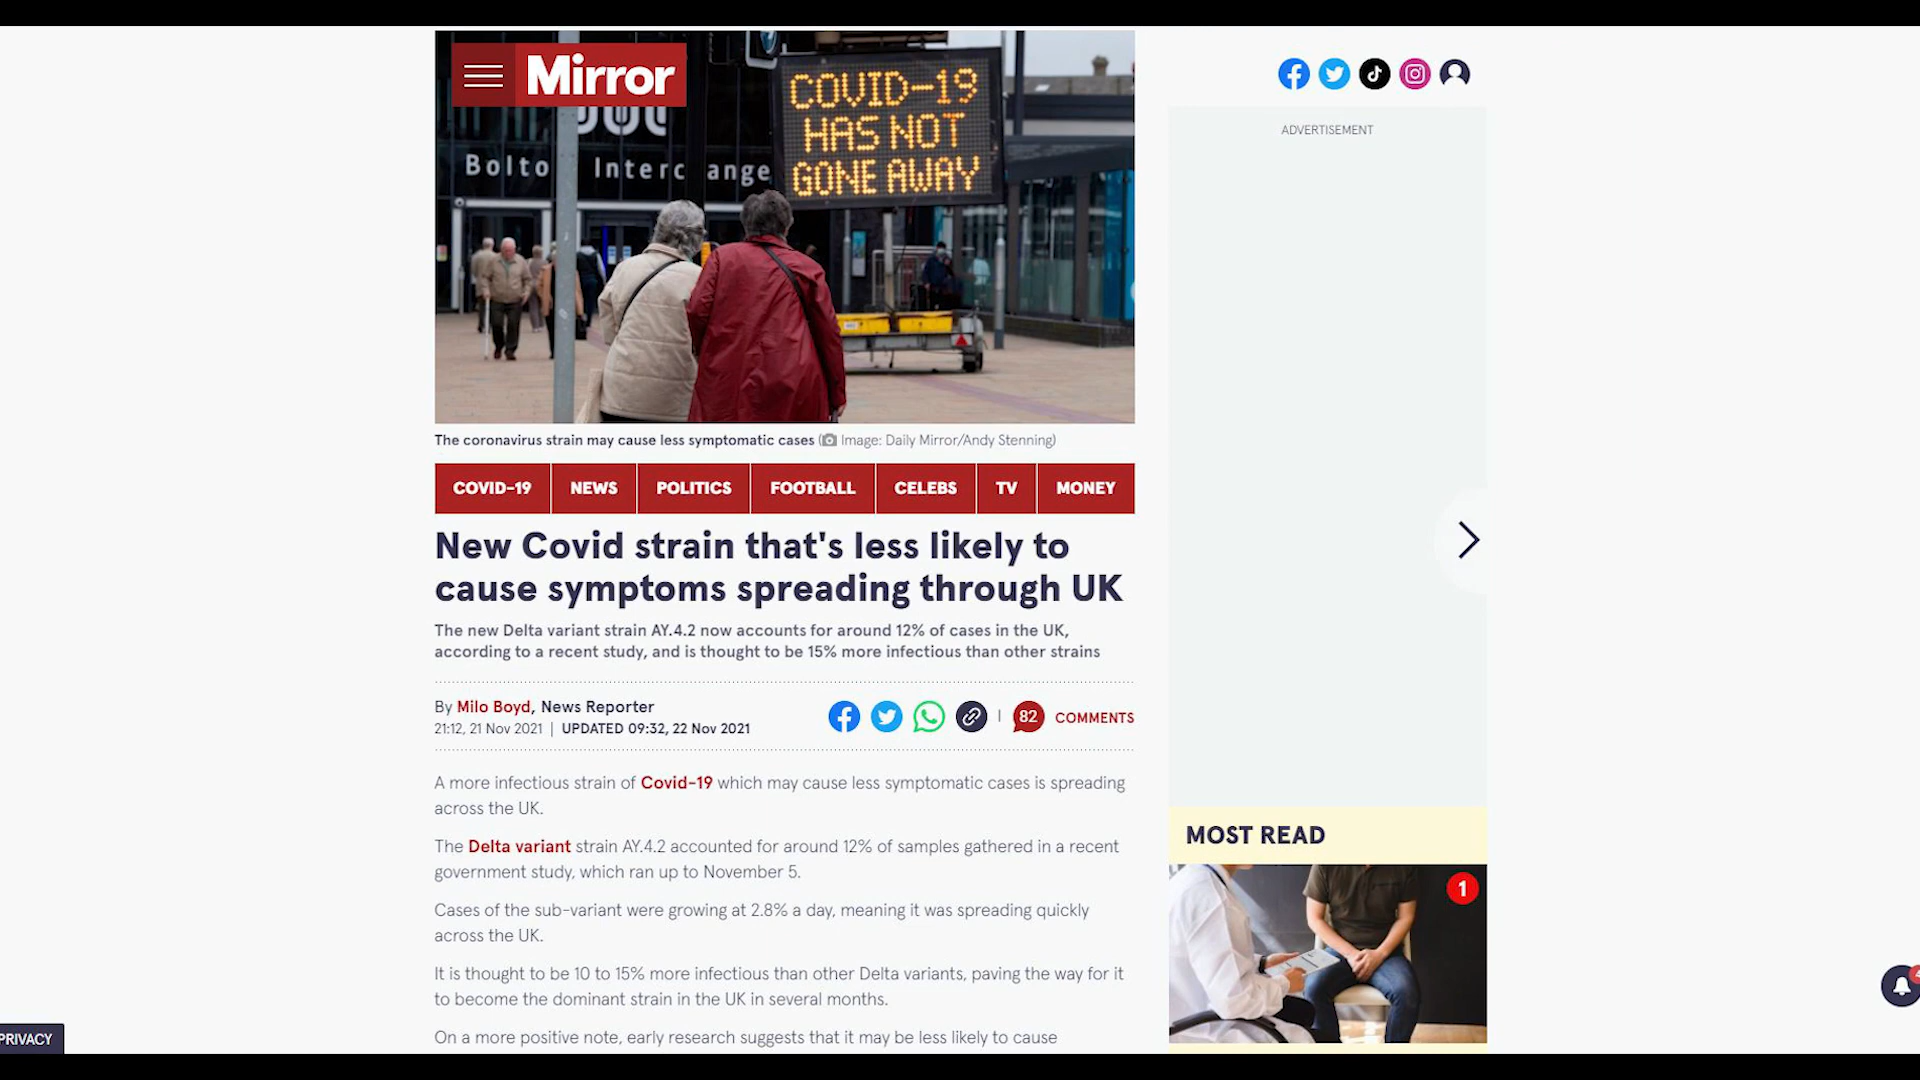 Mirror
COVID-19
HAS NOT
GONE AWAY
Bolto Interc ange
ADVERTISEMENT
The coronavirus strain may cause less symptomatic cases (Image: Daily Mirror/Andy Stenning)
COVID-19 NEWS POLITICS FOOTBALL CELEBS TV MONEY
New Covid strain that's less likely to
cause symptoms spreading through UK
The new Delta variant strain AY.4.2 now accounts for around 12% of cases in the UK,
according to a recent study, and is thought to be 15% more infectious than other strains
By Milo Boyd, News Reporter
21:12, 21 Nov 2021 | UPDATED 09:32, 22 Nov 2021
82 COMMENTS
A more infectious strain of Covid-19 which may cause less symptomatic cases is spreading
across the UK.
The Delta variant strain AY.4.2 accounted for around 12% of samples gathered in a recent
government study, which ran up to November 5.
Cases of the sub-variant were growing at 2.8% a day, meaning it was spreading quickly
across the UK.
It is thought to be 10 to 15% more infectious than other Delta variants, paving the way for it
to become the dominant strain in the UK in several months.
On a more positive note, early research suggests that it may be less likely to cause
MOST READ
1
PRIVACY